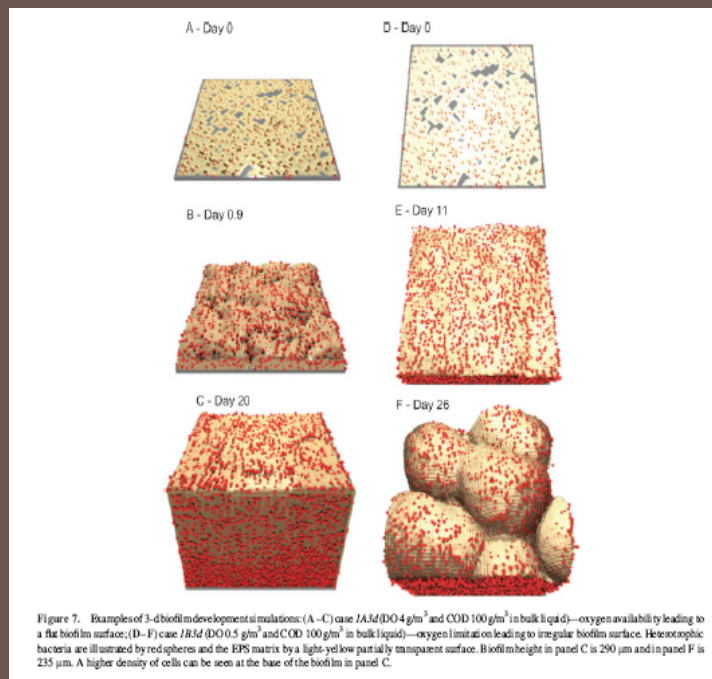 A - Day 0
D - Day 0
B - Day 0.9
E - Day 11
C - Day 20
F - Day 26
Figure 7. Examples of 3-d biofilm development simulations: (A–C) case IA3d (DO 4 g/m³ and COD 100 g/m³ in bulk liquid)—oxygen availability leading to
a flat biofilm surface; (D–F) case IB3d (DO 0.5 g/m³ and COD 100 g/m³ in bulk liquid)—oxygen limitation leading to irregular biofilm surface. Heterotrophic
bacteria are illustrated by red spheres and the EPS matrix by a light-yellow partially transparent surface. Biofilm height in panel C is 290 μm and in panel F is
235 μm. A higher density of cells can be seen at the base of the biofilm in panel C.